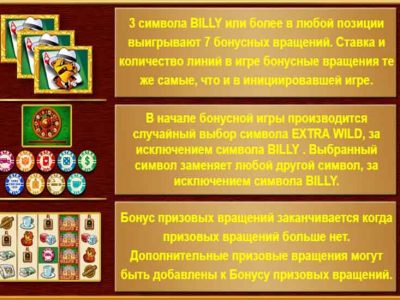 3 символа BILLY или более в любой позиции
выигрывают 7 бонусных вращений. Ставка и
количество линий в игре бонусные вращения те
же самые, что и в инициировавшей игре.
В начале бонусной игры производится
случайный выбор символа EXTRA WILD, за
исключением символа BILLY . Выбранный
символ заменяет любой другой символ, за
исключением символа BILLY.
Бонус призовых вращений заканчивается когда
призовых вращений больше нет.
Дополнительные призовые вращения могут
быть добавлены к Бонусу призовых вращений.